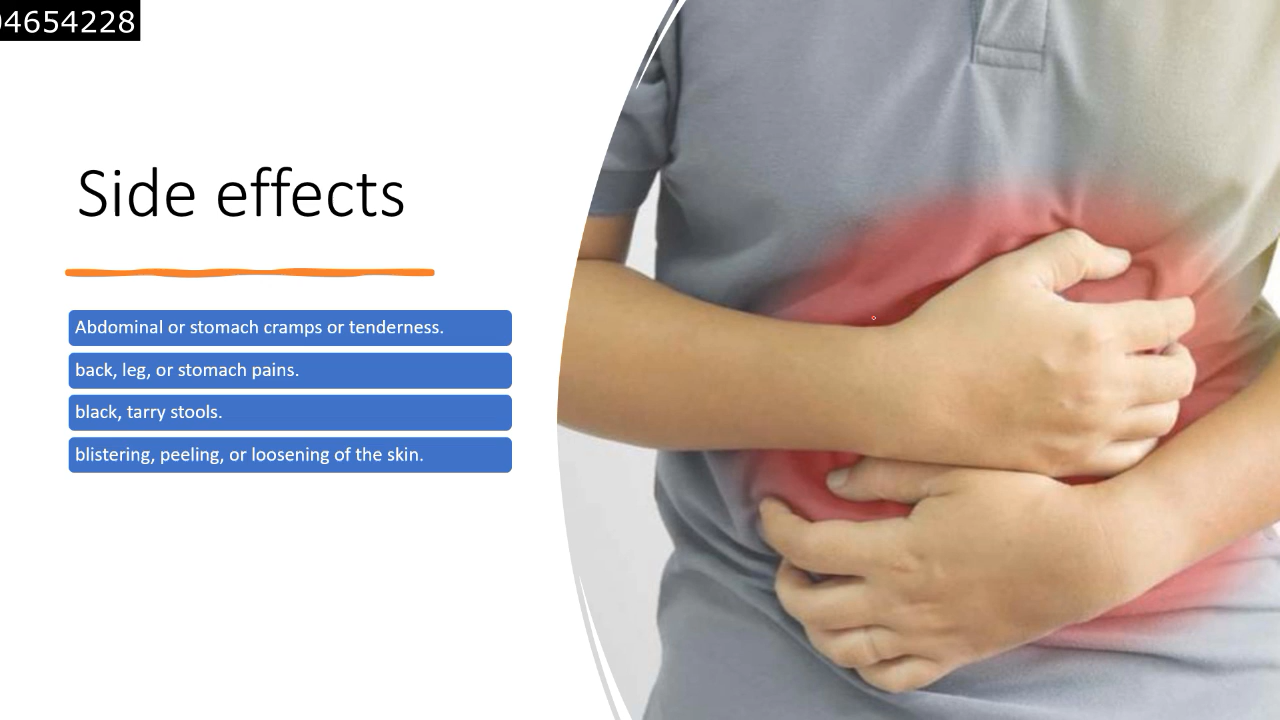 04654228
Side effects
Abdominal or stomach cramps or tenderness.
back, leg, or stomach pains.
black, tarry stools.
blistering, peeling, or loosening of the skin.